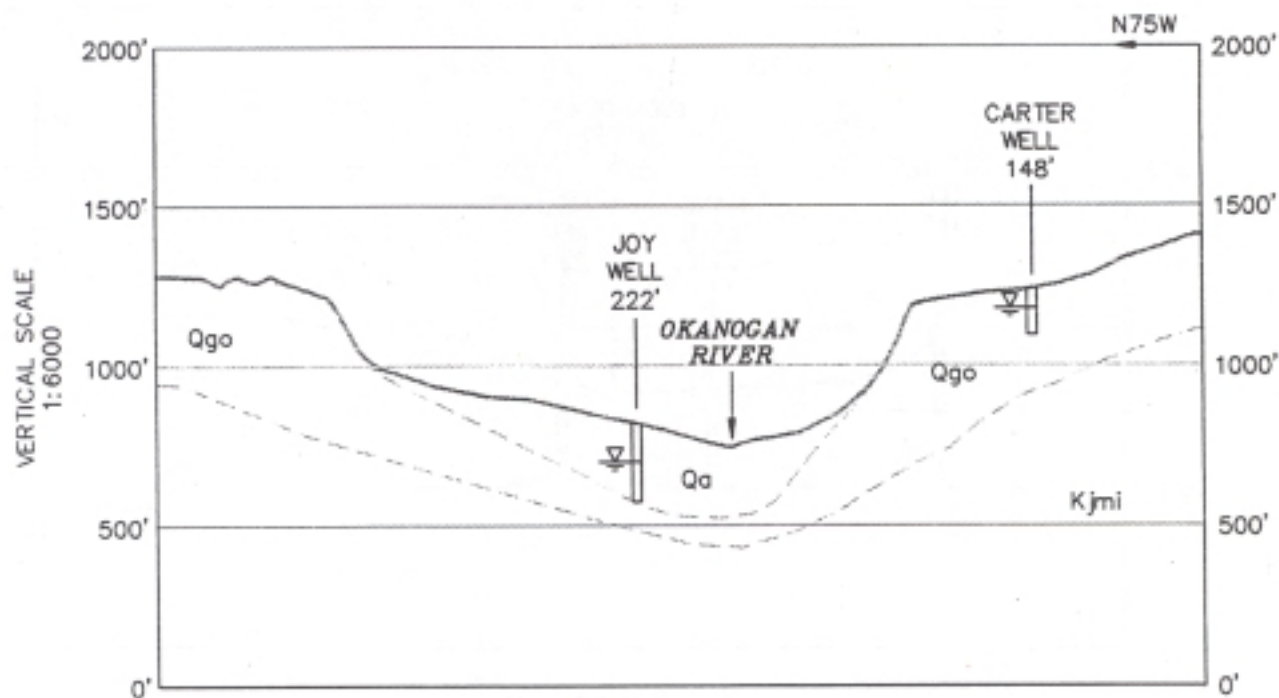 N75W
2000'
2000'
CARTER
WELL
148'
1500'
1500'
JOY
WELL
222'
OKANOGAN
RIVER
VERTICAL SCALE
1:6000
Qgo
1000'
1000'
Qgo
Qa
Kjmi
500'
500'
0'
0'